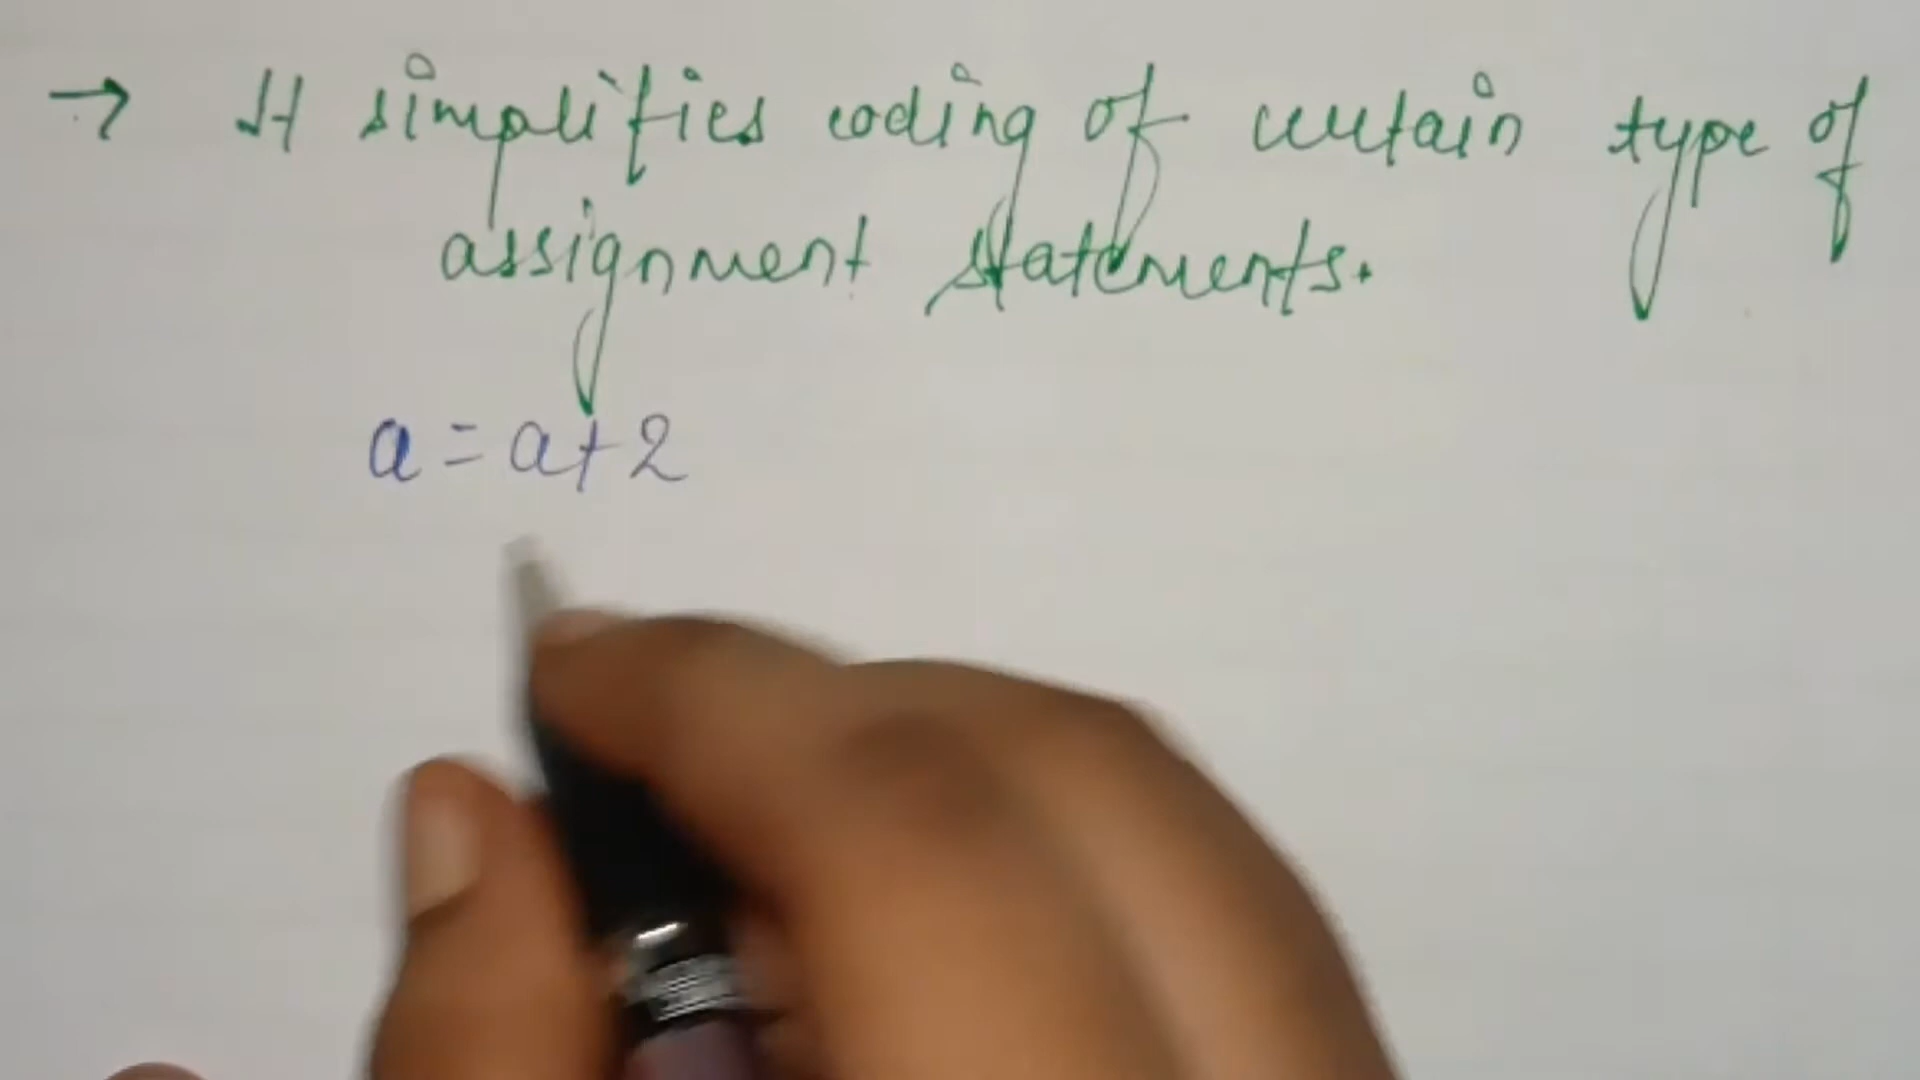 → It simplifies coding of certain type of
assignment statements.
a = a + 2